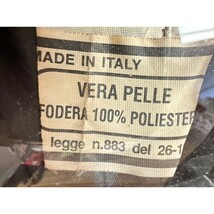 MADE IN ITALY
VERA PELLE
FODERA 100% POLIESTER
legge n.883 del 26-1